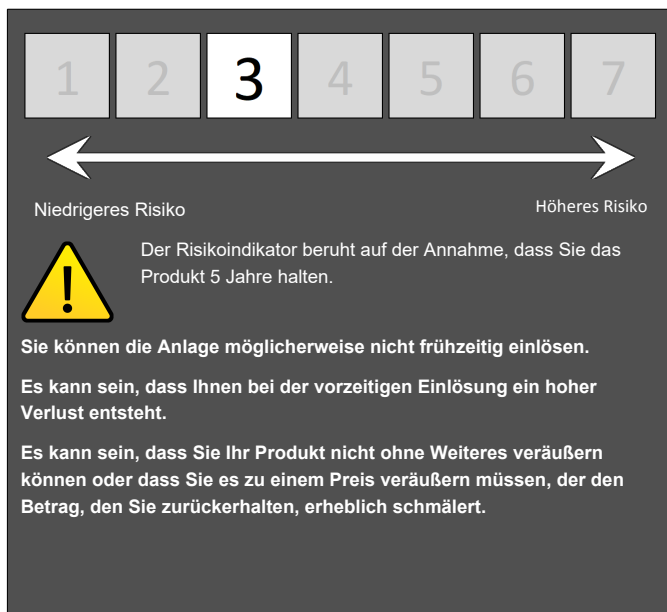 1 2 3 4 5 6 7
Niedrigeres Risiko
Höheres Risiko
!
Der Risikoindikator beruht auf der Annahme, dass Sie das
Produkt 5 Jahre halten.
Sie können die Anlage möglicherweise nicht frühzeitig einlösen.
Es kann sein, dass Ihnen bei der vorzeitigen Einlösung ein hoher
Verlust entsteht.
Es kann sein, dass Sie Ihr Produkt nicht ohne Weiteres veräußern
können oder dass Sie es zu einem Preis veräußern müssen, der den
Betrag, den Sie zurückerhalten, erheblich schmälert.